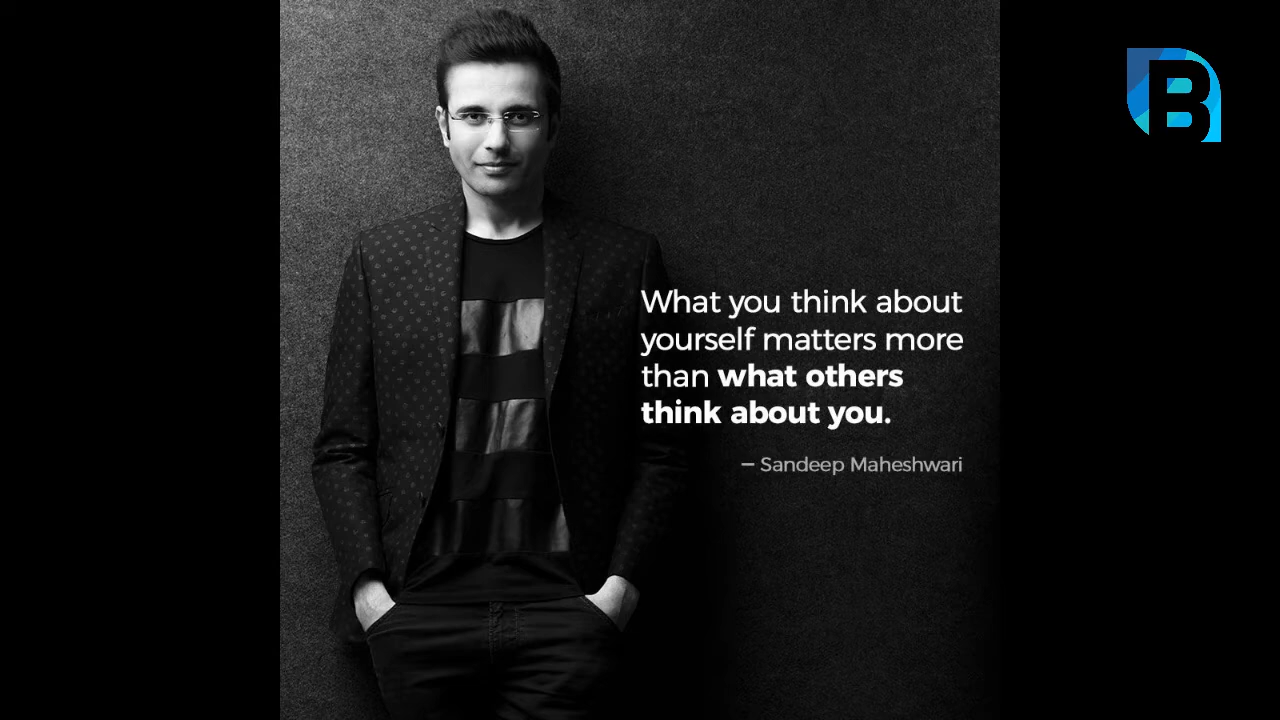 B
What you think about
yourself matters more
than what others
think about you.
– Sandeep Maheshwari